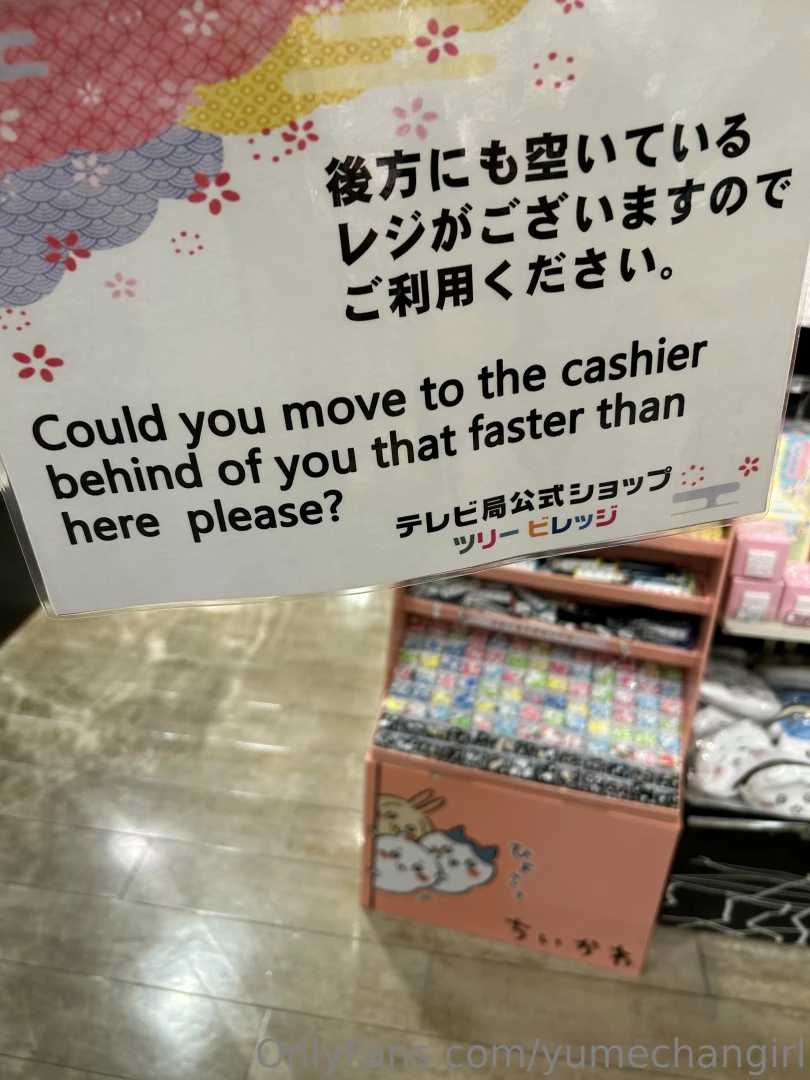 後方にも空いている
レジがございますので
ご利用ください。
Could you move to the cashier
behind of you that faster than
here please?
テレビ局公式ショップ
ツリービレッジ
ちいかわ
OnlyFans.com/yumechangirl